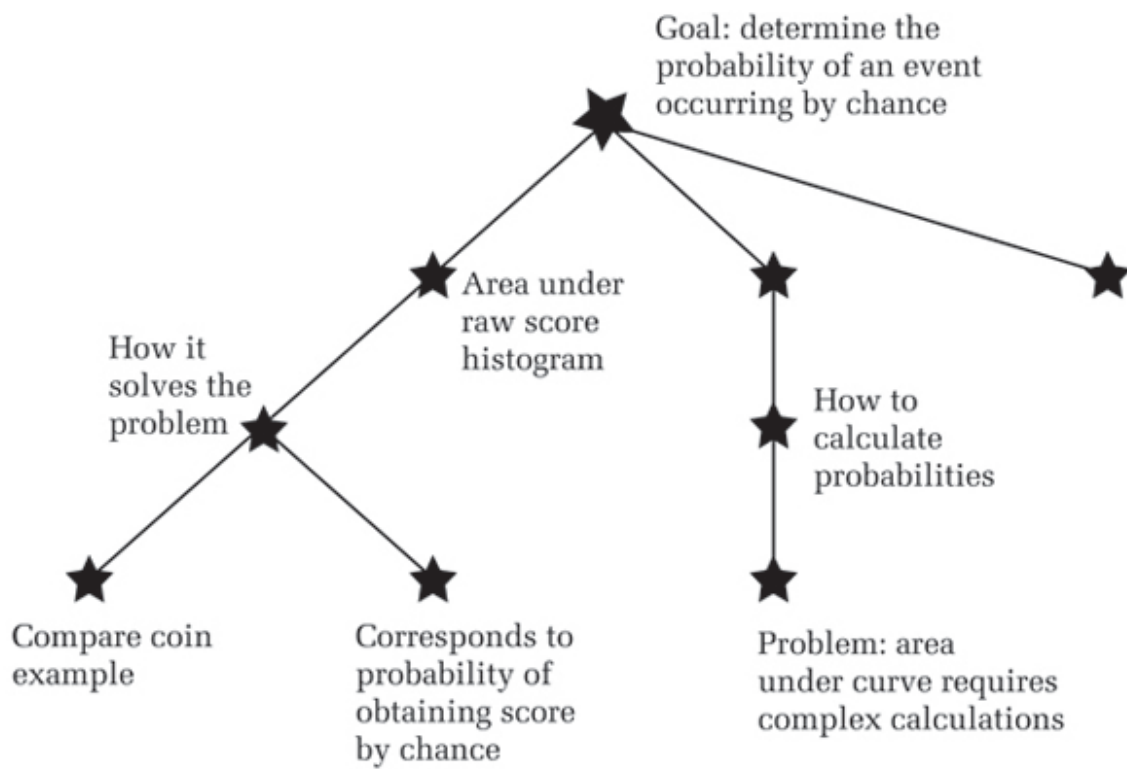 Goal: determine the
probability of an event
occurring by chance
Area under
raw score
histogram
How it
solves the
problem
How to
calculate
probabilities
Compare coin
example
Corresponds to
probability of
obtaining score
by chance
Problem: area
under curve requires
complex calculations